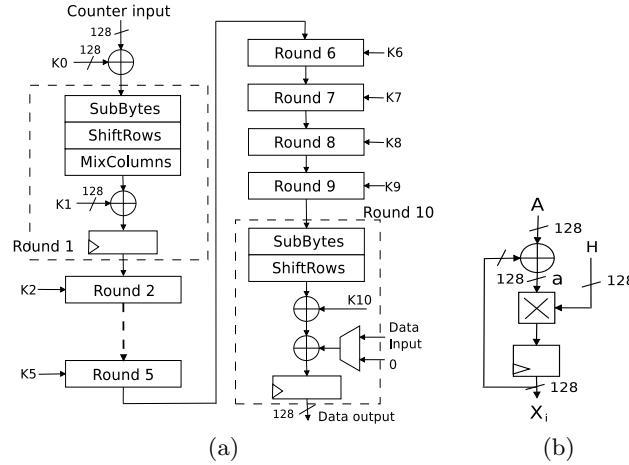 Counter input
128
128
K0
SubBytes
ShiftRows
MixColumns
128
K1
Round 1
K2
Round 2
K5
Round 5
Round 6
K6
Round 7
K7
Round 8
K8
Round 9
K9
Round 10
SubBytes
ShiftRows
K10
Data
Input
0
128
Data output
(a)
A
128
H
128
a
128
128
X i
(b)